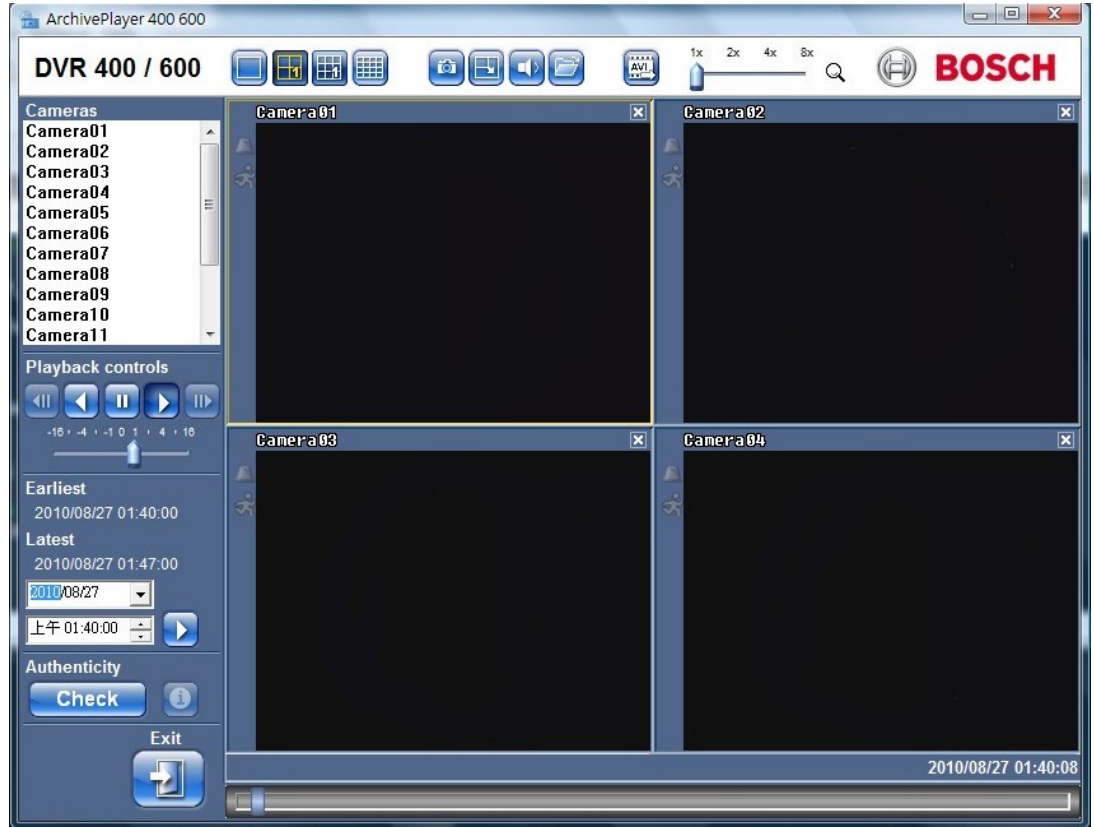 ArchivePlayer 400 600
DVR 400 / 600
1
1
AVI
1x 2x 4x 8x
BOSCH
Cameras
Camera01
Camera02
Camera03
Camera04
Camera05
Camera06
Camera07
Camera08
Camera09
Camera10
Camera11
Playback controls
-16 -4 -1 0 1 4 16
Earliest
2010/08/27 01:40:00
Latest
2010/08/27 01:47:00
2010/08/27
上午 01:40:00
Authenticity
Check
Exit
Camera01
Camera02
Camera03
Camera04
2010/08/27 01:40:08